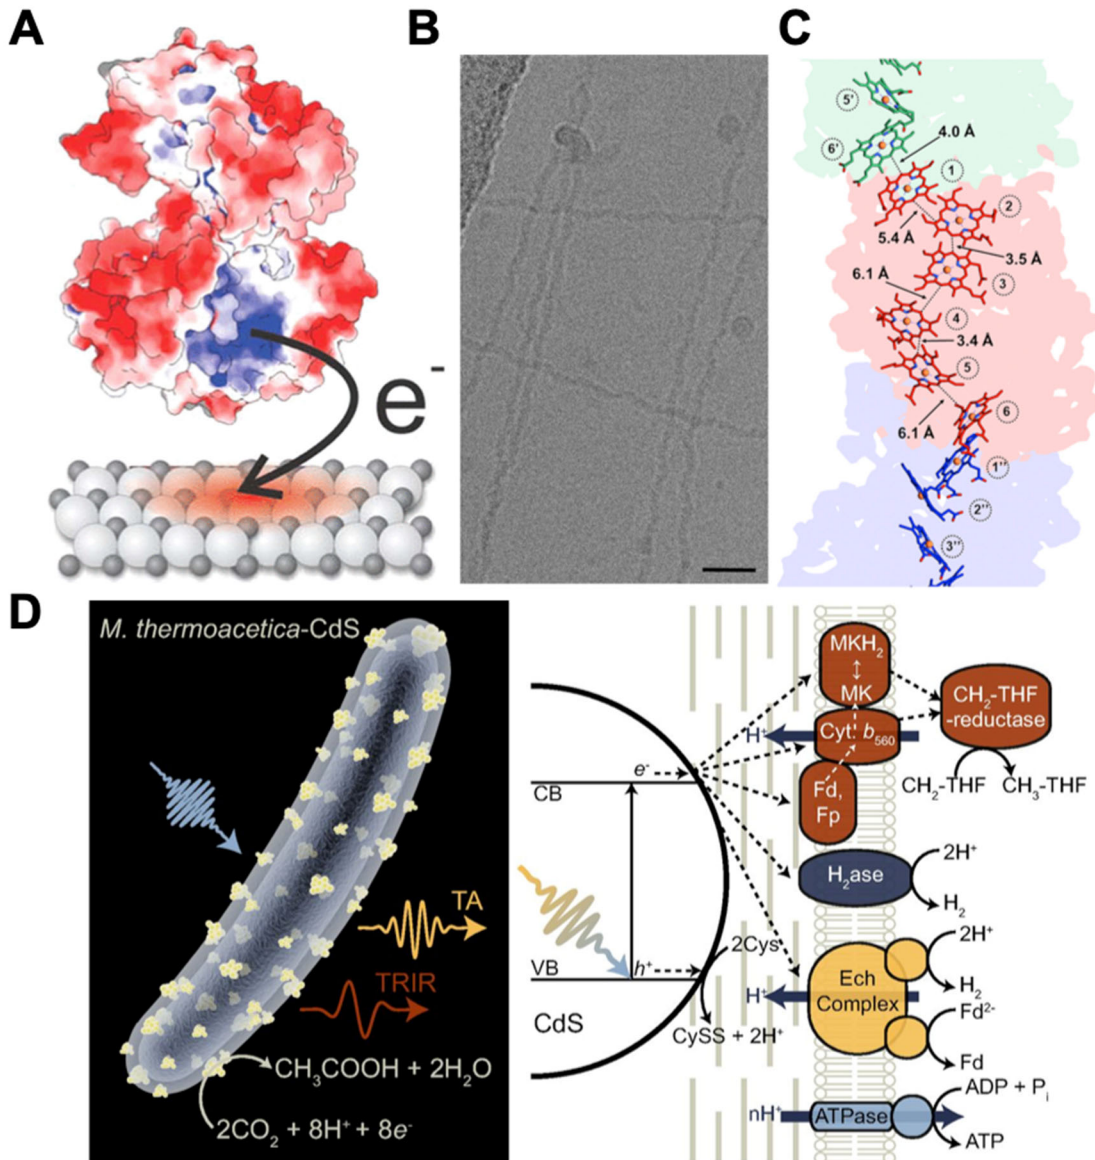 A
e-
B
C
5'
6'
4.0 Å
1
2
5.4 Å
3.5 Å
6.1 Å
3
4
3.4 Å
5
6
6.1 Å
1''
2''
3''
D
M. thermoacetica-CdS
TA
TRIR
CH3COOH + 2H2O
2CO2 + 8H+ + 8e-
CB
e-
VB
h+
CdS
2Cys
CySS + 2H+
MKH2
MK
H+
Cyt. b560
Fd,
Fp
CH2-THF
-reductase
CH2-THF
CH3-THF
H2ase
2H+
H2
Ech
Complex
H+
2H+
H2
Fd2-
Fd
nH+
ATPase
ADP + Pi
ATP